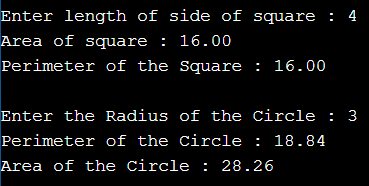 Enter length of side of square : 4
Area of square : 16.00
Perimeter of the Square : 16.00
Enter the Radius of the Circle : 3
Perimeter of the Circle : 18.84
Area of the Circle : 28.26